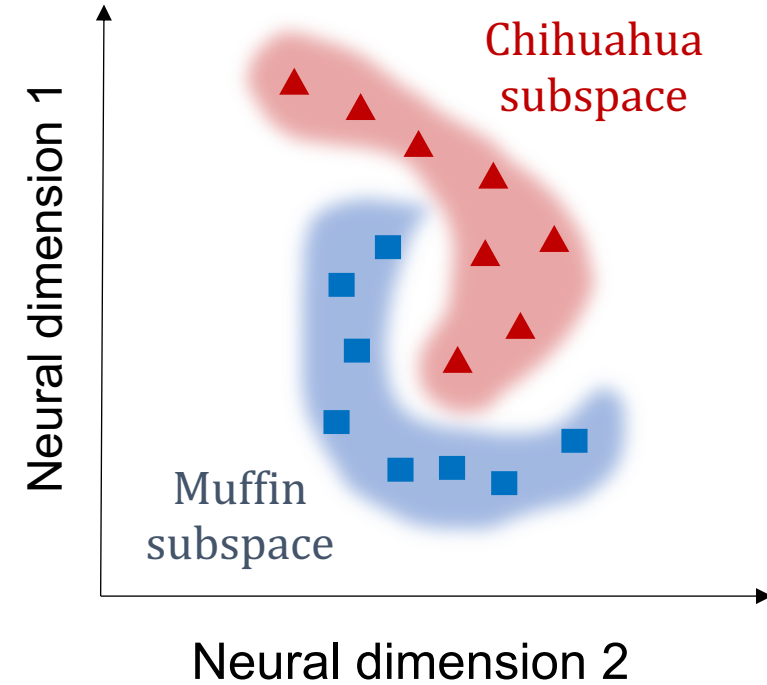 Chihuahua
subspace
Neural dimension 1
Muffin
subspace
Neural dimension 2